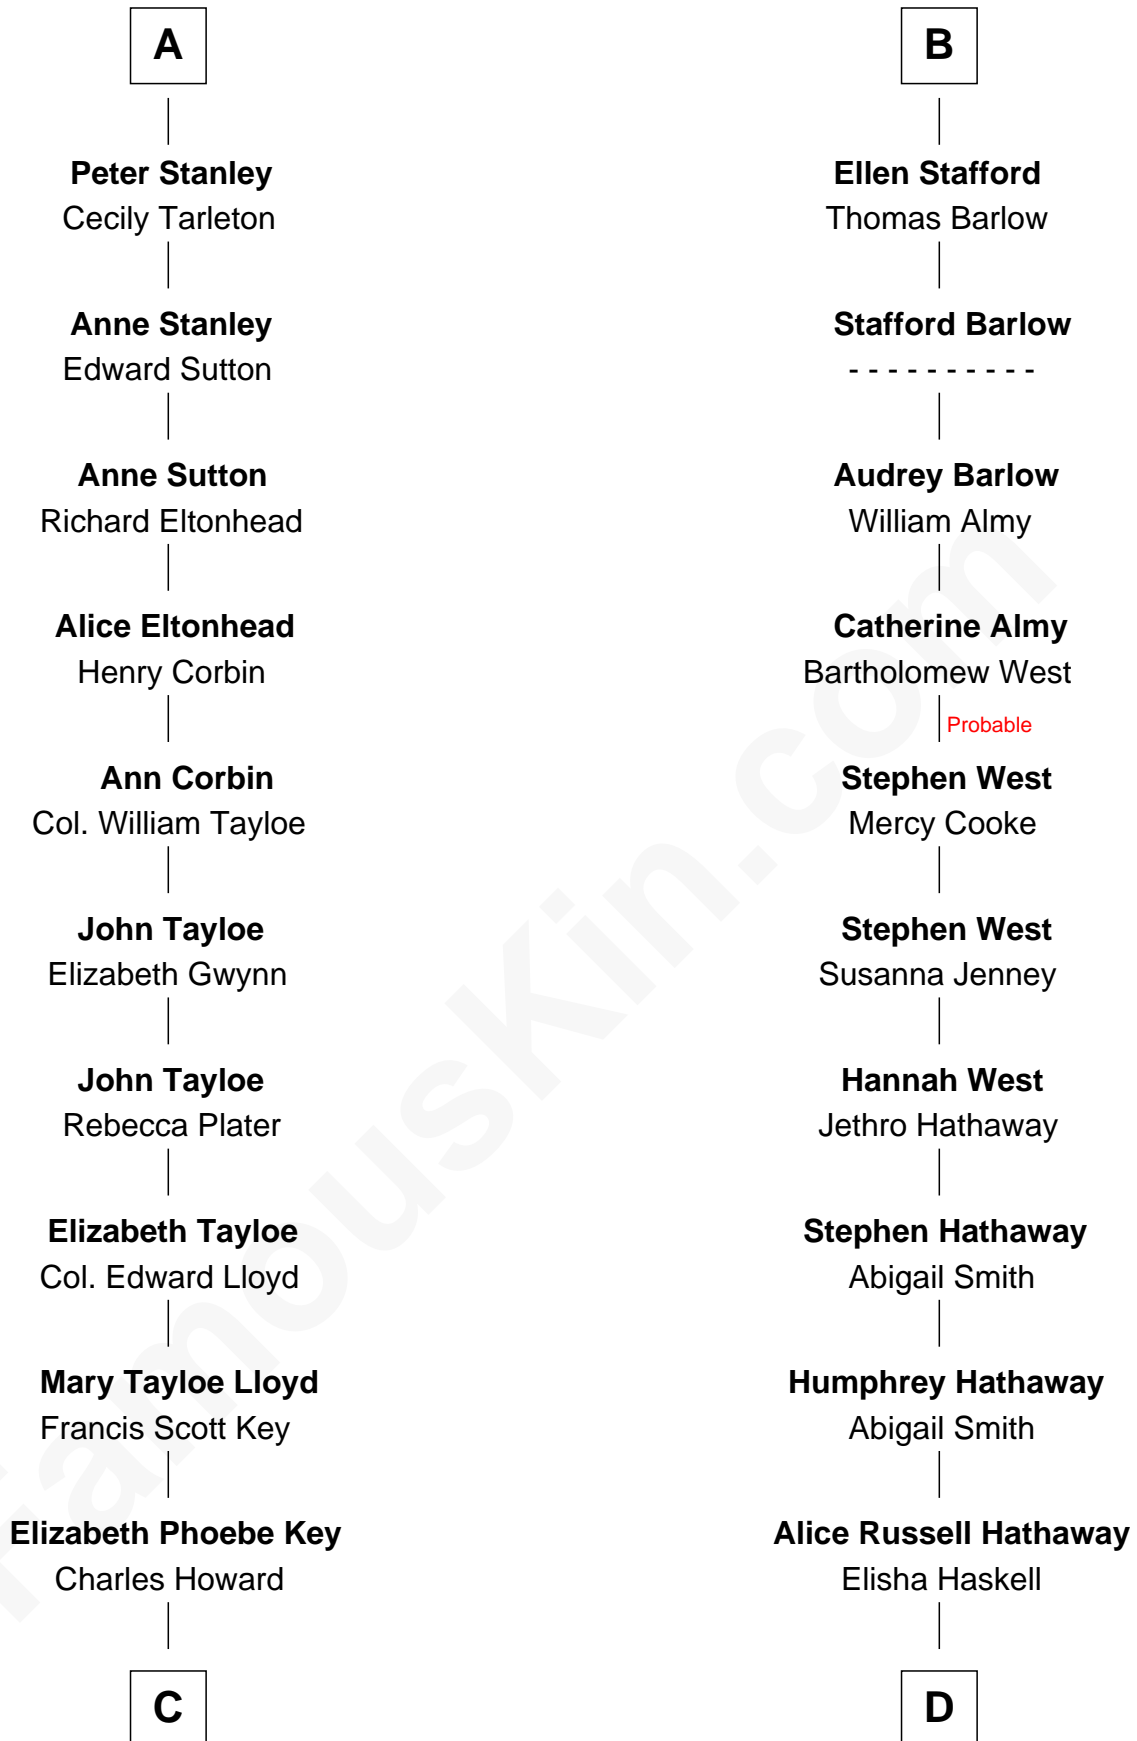 A
Peter Stanley
Cecily Tarleton
Anne Stanley
Edward Sutton
Anne Sutton
Richard Eltonhead
Alice Eltonhead
Henry Corbin
Ann Corbin
Col. William Tayloe
John Tayloe
Elizabeth Gwynn
John Tayloe
Rebecca Plater
Elizabeth Tayloe
Col. Edward Lloyd
Mary Tayloe Lloyd
Francis Scott Key
Elizabeth Phoebe Key
Charles Howard
C
B
Ellen Stafford
Thomas Barlow
Stafford Barlow
- - - - - - - - - -
Audrey Barlow
William Almy
Catherine Almy
Bartholomew West
Probable
Stephen West
Mercy Cooke
Stephen West
Susanna Jenney
Hannah West
Jethro Hathaway
Stephen Hathaway
Abigail Smith
Humphrey Hathaway
Abigail Smith
Alice Russell Hathaway
Elisha Haskell
D
FamousKin.com